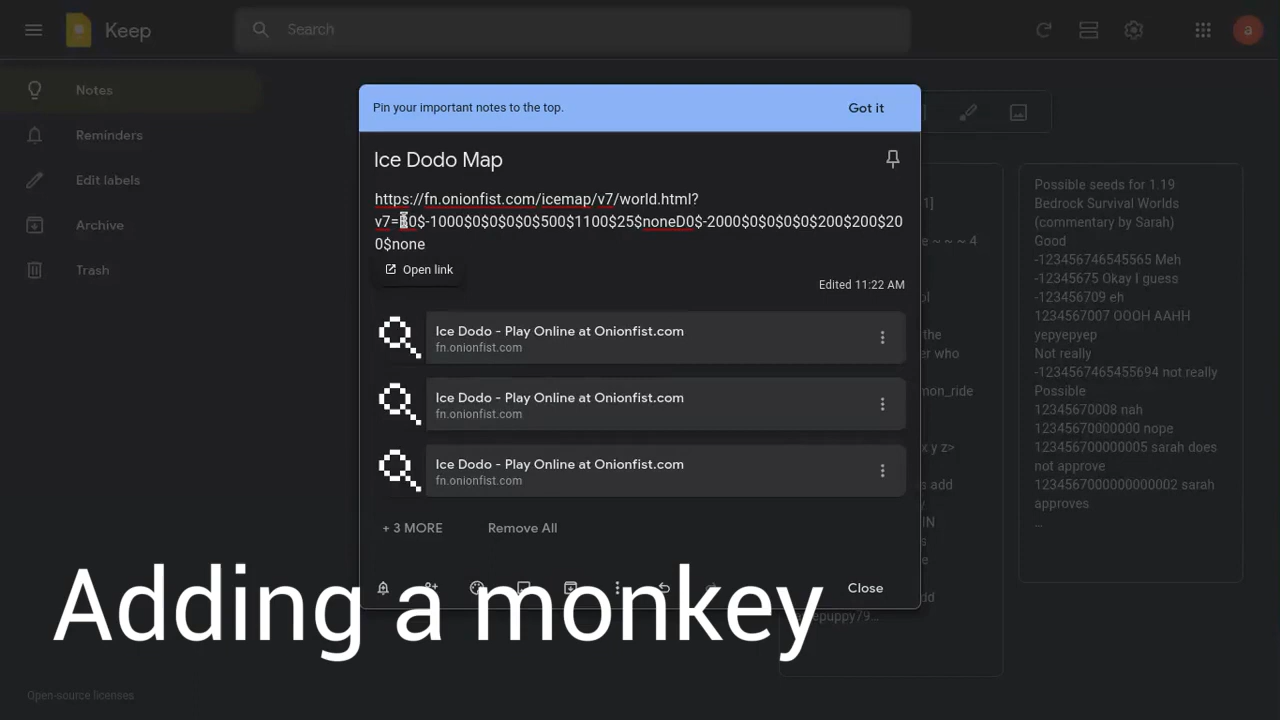 Keep
Search
a
Notes
Reminders
Edit labels
Archive
Trash
Pin your important notes to the top.
Got it
Ice Dodo Map
https://fn.onionfist.com/icemap/v7/world.html?
v7= 0$-1000$0$0$0$0$500$1100$25$noneD0$-2000$0$0$0$0$200$200$20
0$none
Open link
Edited 11:22 AM
Ice Dodo - Play Online at Onionfist.com
fn.onionfist.com
Ice Dodo - Play Online at Onionfist.com
fn.onionfist.com
Ice Dodo - Play Online at Onionfist.com
fn.onionfist.com
+ 3 MORE
Remove All
Close
Adding a monkey
Possible seeds for 1.19
Bedrock Survival Worlds
(commentary by Sarah)
Good
-123456746545565 Meh
-12345675 Okay I guess
-123456709 eh
1234567007 OOOH AAHH
yepyepyep
Not really
-1234567465455694 not really
Possible
12345670008 nah
12345670000000 nope
123456700000005 sarah does
not approve
1234567000000000002 sarah
approves
...
Open-source licenses